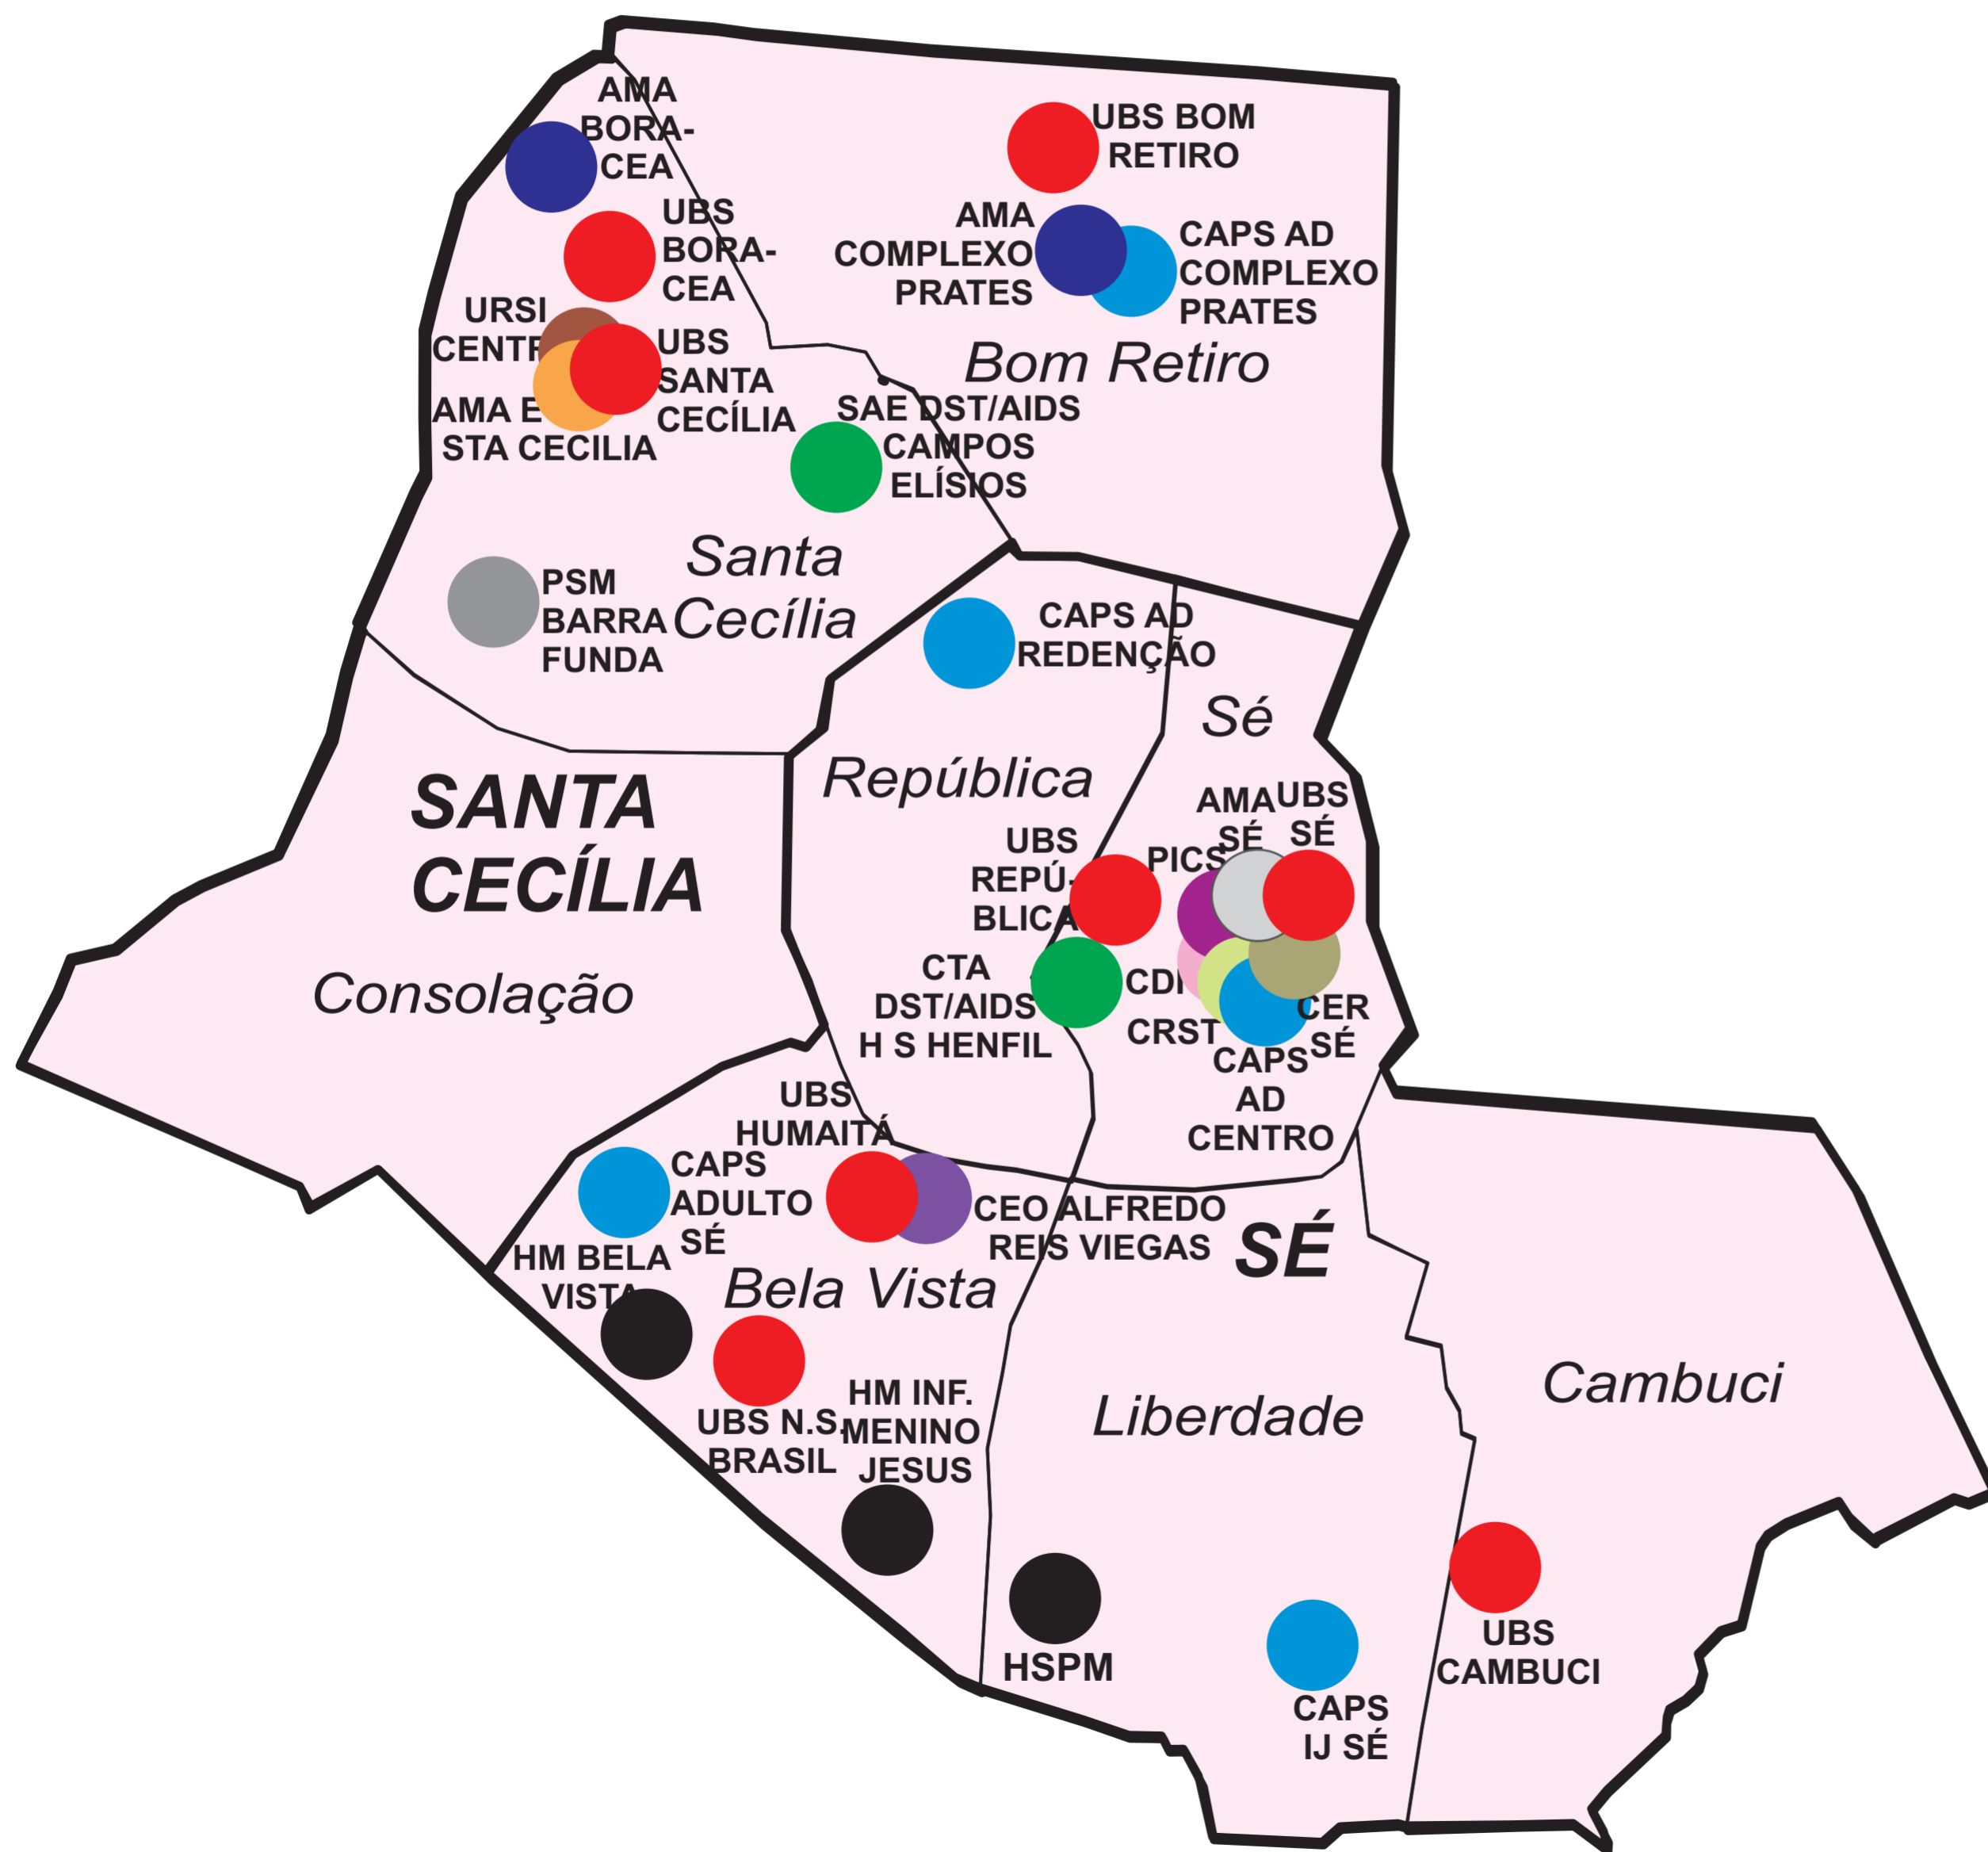 AMA
BORA-
CEA
UBS BOM
RETIRO
UBS
BORA-
CEA
AMA
COMPLEXO
PRATES
CAPS AD
COMPLEXO
PRATES
URSI
UBS
SANTA
CECÍLIA
AMA E
STA CECILIA
Bom Retiro
SAE DST/AIDS
CAMPOS
ELÍSIOS
Santa
Cecília
PSM
BARRA
FUNDA
CAPS AD
REDENÇÃO
Sé
República
SANTA
CECÍLIA
Consolação
AMA
SÉ
UBS
SÉ
PICS
UBS
REPÚ-
BLICA
CTA
DST/AIDS
H S HENFIL
CRST
CER
SÉ
CAPS
AD
CENTRO
UBS
HUMAITÁ
CAPS
ADULTO
SÉ
CEO ALFREDO
REIS VIEGAS
SÉ
HM BELA
VISTA
Bela Vista
UBS N.S.
BRASIL
HM INF.
MENINO
JESUS
Liberdade
Cambuci
HSPM
CAPS
IJ SÉ
UBS
CAMBUCI